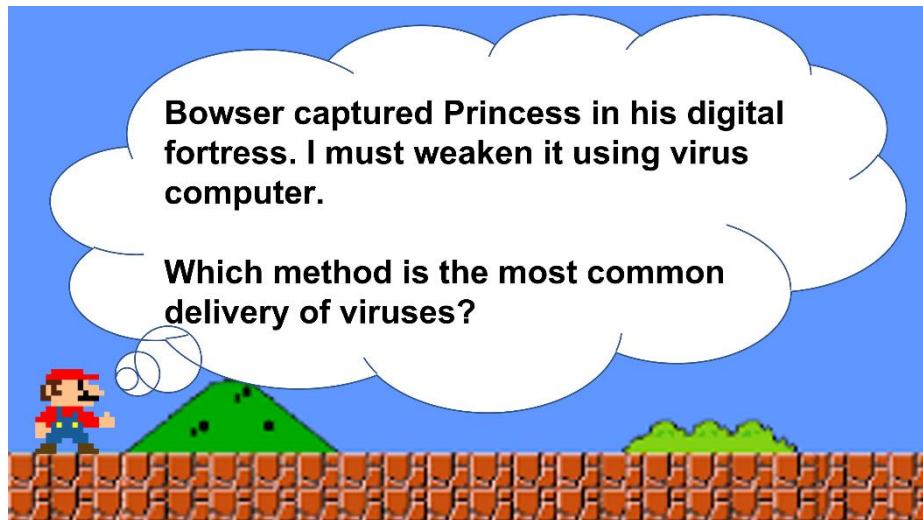 Bowser captured Princess in his digital
fortress. I must weaken it using virus
computer.
Which method is the most common
delivery of viruses?